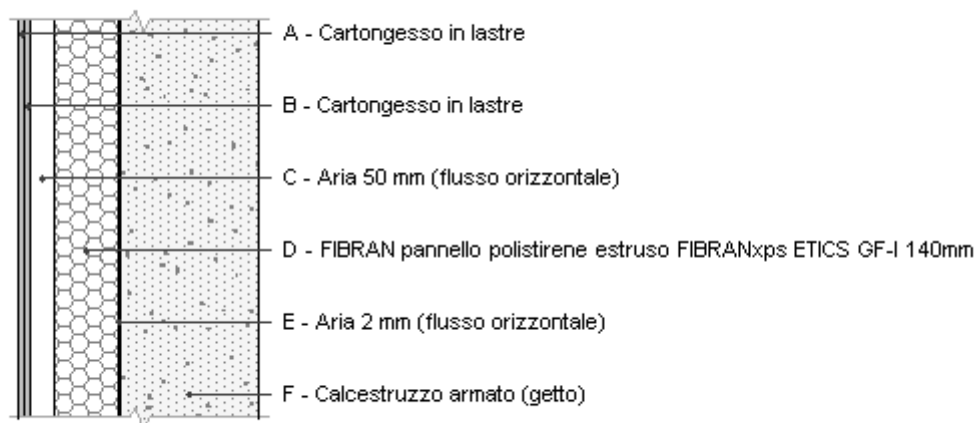 A - Cartongesso in lastre
B - Cartongesso in lastre
C - Aria 50 mm (flusso orizzontale)
D - FIBRAN pannello polistirene estruso FIBRANxps ETICS GF-I 140mm
E - Aria 2 mm (flusso orizzontale)
F - Calcestruzzo armato (getto)